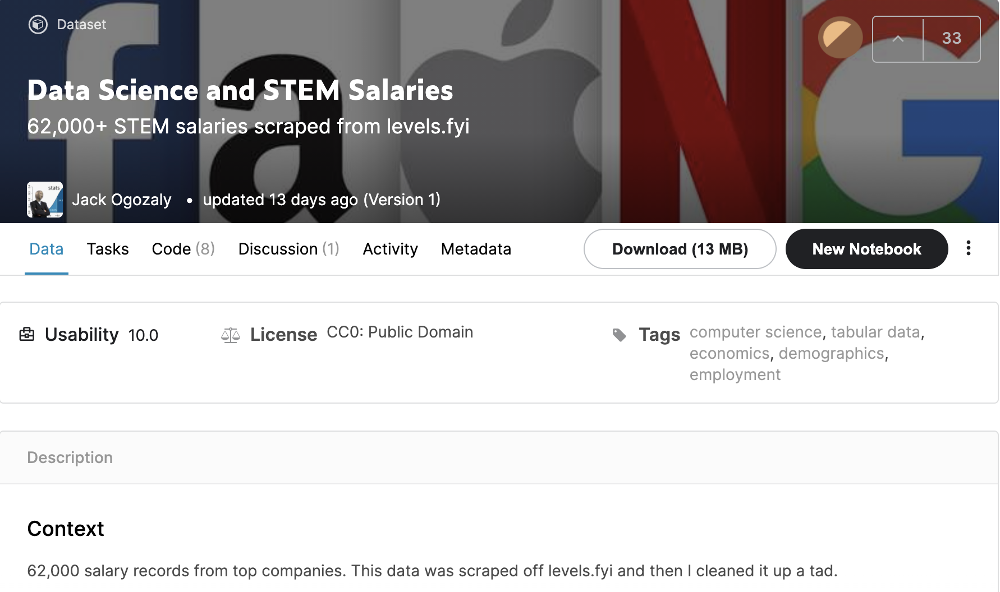 Dataset
33
Data Science and STEM Salaries
62,000+ STEM salaries scraped from levels.fyi
stats
Jack Ogozaly • updated 13 days ago (Version 1)
Data Tasks Code (8) Discussion (1) Activity Metadata Download (13 MB) New Notebook
Usability 10.0 License CC0: Public Domain Tags computer science, tabular data,
economics, demographics,
employment
Description
Context
62,000 salary records from top companies. This data was scraped off levels.fyi and then I cleaned it up a tad.